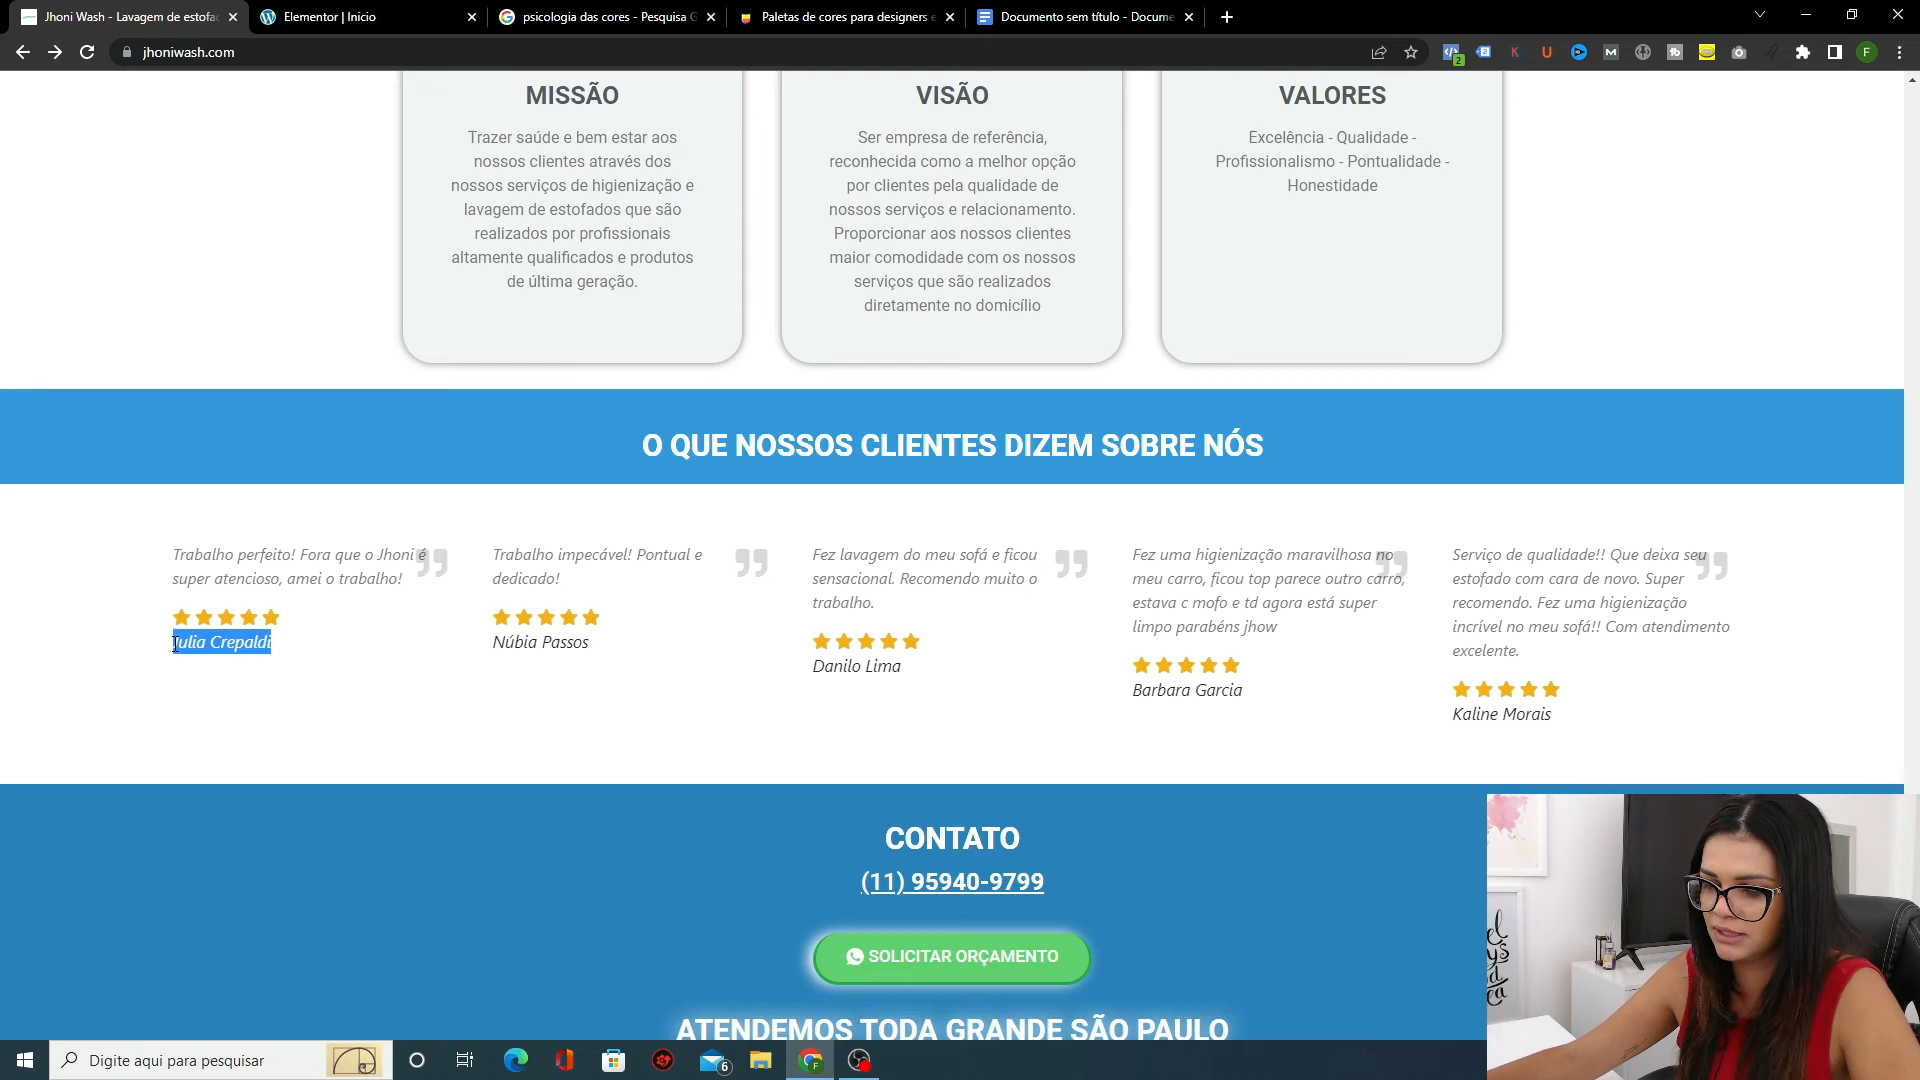 Jhoni Wash - Lavagem de estofa
Elementor | Inicio
psicologia das cores - Pesquisa G
Paletas de cores para designers e
Documento sem título - Docume
jhoniwash.com
MISSÃO
Trazer saúde e bem estar aos
nossos clientes através dos
nossos serviços de higienização e
lavagem de estofados que são
realizados por profissionais
altamente qualificados e produtos
de última geração.
VISÃO
Ser empresa de referência,
reconhecida como a melhor opção
por clientes pela qualidade de
nossos serviços e relacionamento.
Proporcionar aos nossos clientes
maior comodidade com os nossos
serviços que são realizados
diretamente no domicílio
VALORES
Excelência - Qualidade -
Profissionalismo - Pontualidade -
Honestidade
O QUE NOSSOS CLIENTES DIZEM SOBRE NÓS
Trabalho perfeito! Fora que o Jhoni é
super atencioso, amei o trabalho!
Julia Crepaldi
Trabalho impecável! Pontual e
dedicado!
Núbia Passos
Fez lavagem do meu sofá e ficou
sensacional. Recomendo muito o
trabalho.
Danilo Lima
Fez uma higienização maravilhosa no
meu carro, ficou top parece outro carro,
estava c mofo e td agora está super
limpo parabéns jhow
Barbara Garcia
Serviço de qualidade!! Que deixa seu
estofado com cara de novo. Super
recomendo. Fez uma higienização
incrível no meu sofá!! Com atendimento
excelente.
Kaline Morais
CONTATO
(11) 95940-9799
SOLICITAR ORÇAMENTO
ATENDEMOS TODA GRANDE SÃO PAULO
Digite aqui para pesquisar
6